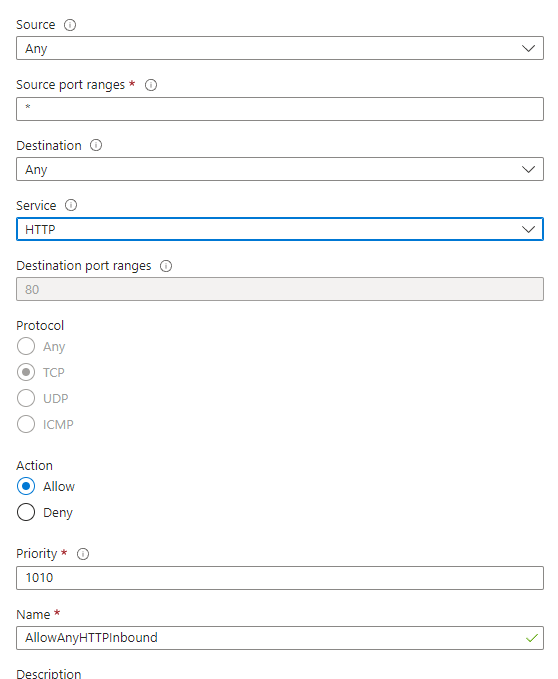 Source
Any
Source port ranges *
*
Destination
Any
Service
HTTP
Destination port ranges
80
Protocol
Any
TCP
UDP
ICMP
Action
Allow
Deny
Priority *
1010
Name *
AllowAnyHTTPInbound
Description